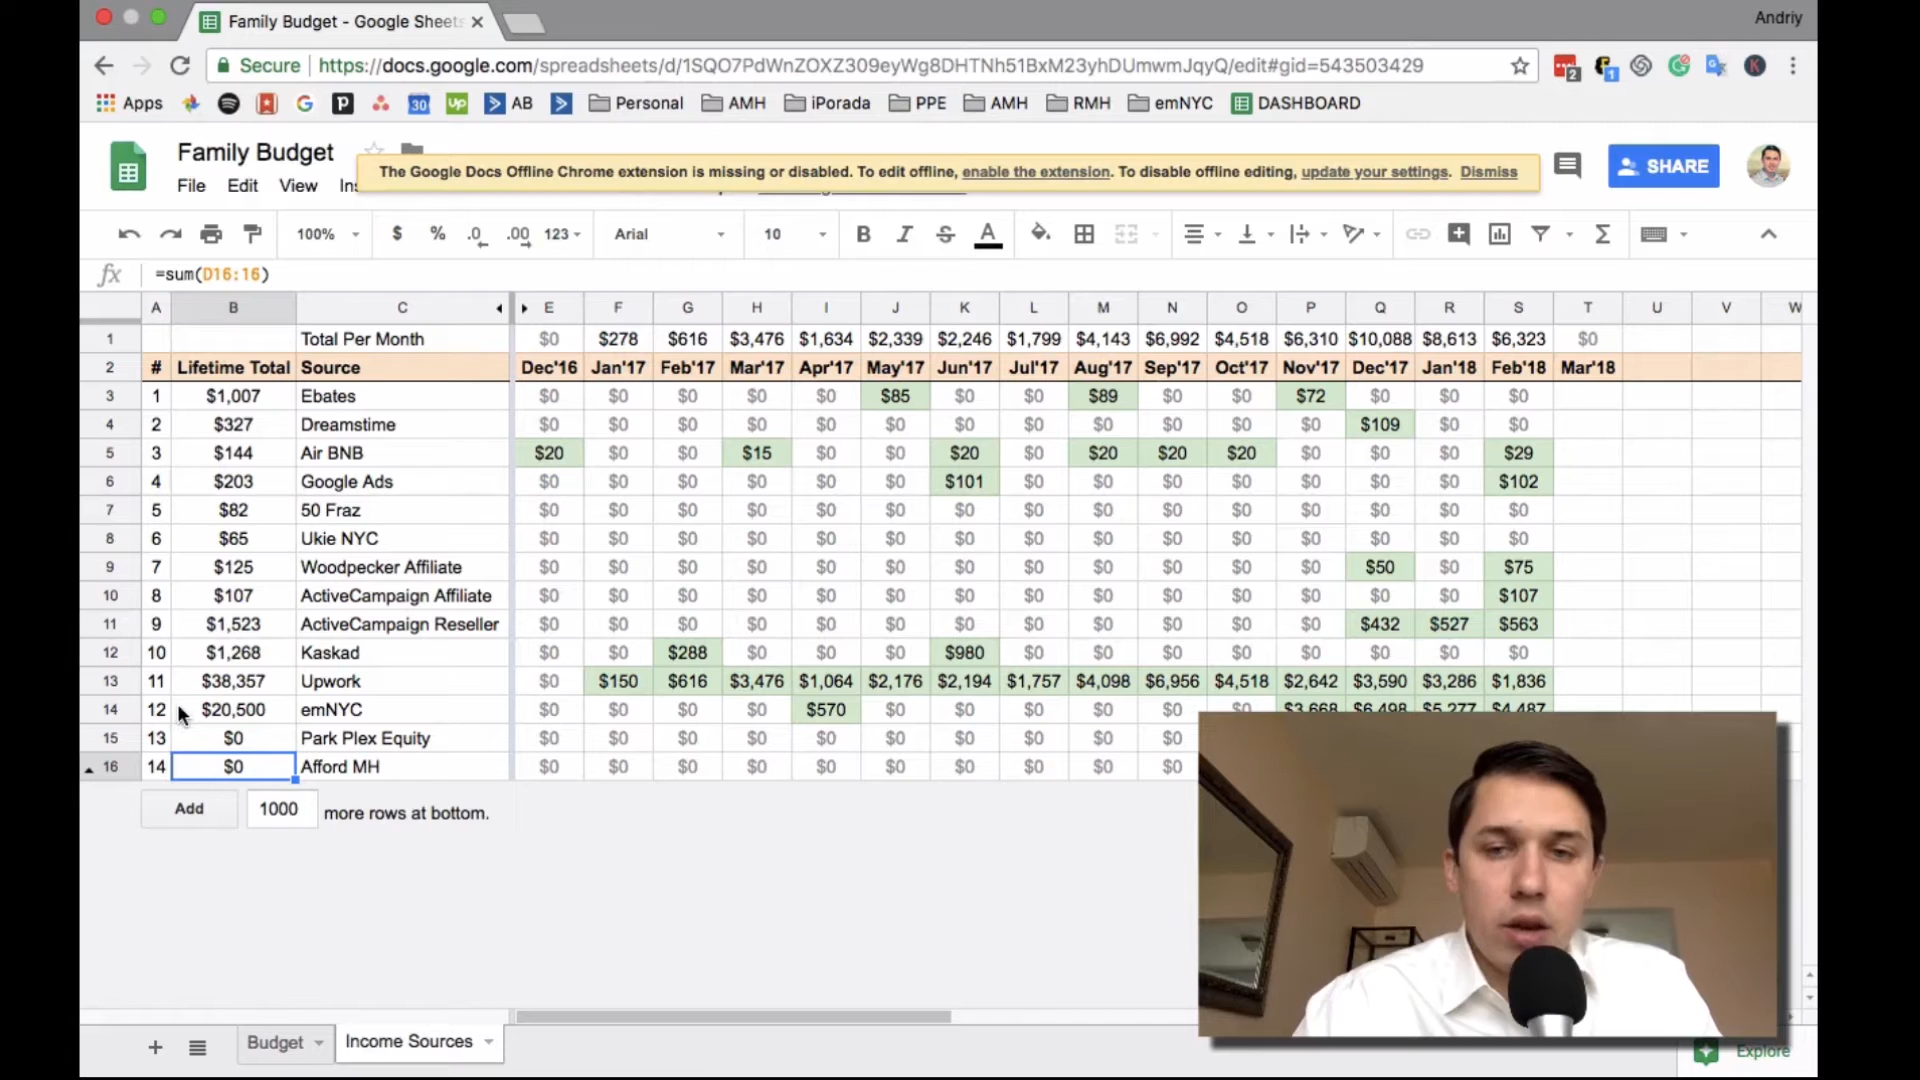 Family Budget - Google Sheets
Andriy
Secure https://docs.google.com/spreadsheets/d/1SQO7PdWnZOXZ309eyWg8DHTNh51BxM23yhDUmwmJqyQ/edit#gid=543503429
2 1 K
Apps G P 30 Up AB Personal AMH iPorada PPE AMH RMH emNYC DASHBOARD
Family Budget
The Google Docs Offline Chrome extension is missing or disabled. To edit offline, enable the extension. To disable offline editing, update your settings. Dismiss
SHARE
File Edit View
100% $ % .0 .00 123 Arial 10 B I S A Σ
fx =sum(D16:16)
A B C E F G H I J K L M N O P Q R S T U V W
1 Total Per Month $0 $278 $616 $3,476 $1,634 $2,339 $2,246 $1,799 $4,143 $6,992 $4,518 $6,310 $10,088 $8,613 $6,323 $0
2 # Lifetime Total Source Dec'16 Jan'17 Feb'17 Mar'17 Apr'17 May'17 Jun'17 Jul'17 Aug'17 Sep'17 Oct'17 Nov'17 Dec'17 Jan'18 Feb'18 Mar'18
3 1 $1,007 Ebates $0 $0 $0 $0 $0 $85 $0 $0 $89 $0 $0 $72 $0 $0 $0
4 2 $327 Dreamstime $0 $0 $0 $0 $0 $0 $0 $0 $0 $0 $0 $0 $109 $0 $0
5 3 $144 Air BNB $20 $0 $0 $15 $0 $0 $20 $0 $20 $20 $20 $0 $0 $0 $29
6 4 $203 Google Ads $0 $0 $0 $0 $0 $0 $101 $0 $0 $0 $0 $0 $0 $0 $102
7 5 $82 50 Fraz $0 $0 $0 $0 $0 $0 $0 $0 $0 $0 $0 $0 $0 $0 $0
8 6 $65 Ukie NYC $0 $0 $0 $0 $0 $0 $0 $0 $0 $0 $0 $0 $0 $0 $0
9 7 $125 Woodpecker Affiliate $0 $0 $0 $0 $0 $0 $0 $0 $0 $0 $0 $0 $50 $0 $75
10 8 $107 ActiveCampaign Affiliate $0 $0 $0 $0 $0 $0 $0 $0 $0 $0 $0 $0 $0 $0 $107
11 9 $1,523 ActiveCampaign Reseller $0 $0 $0 $0 $0 $0 $0 $0 $0 $0 $0 $0 $432 $527 $563
12 10 $1,268 Kaskad $0 $0 $288 $0 $0 $0 $980 $0 $0 $0 $0 $0 $0 $0 $0
13 11 $38,357 Upwork $0 $150 $616 $3,476 $1,064 $2,176 $2,194 $1,757 $4,098 $6,956 $4,518 $2,642 $3,590 $3,286 $1,836
14 12 $20,500 emNYC $0 $0 $0 $0 $570 $0 $0 $0 $0 $0 $0 $3,668 $6,498 $5,277 $4,487
15 13 $0 Park Plex Equity $0 $0 $0 $0 $0 $0 $0 $0 $0 $0
16 14 $0 Afford MH $0 $0 $0 $0 $0 $0 $0 $0 $0 $0
Add 1000 more rows at bottom.
Budget Income Sources
Explore